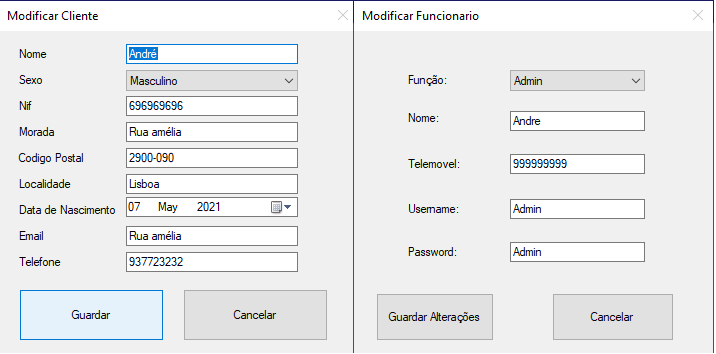 Modificar Cliente
Nome André
Sexo Masculino
Nif 696969696
Morada Rua amélia
Codigo Postal 2900-090
Localidade Lisboa
Data de Nascimento 07 May 2021
Email Rua amélia
Telefone 937723232
Guardar Cancelar
Modificar Funcionario
Função: Admin
Nome: Andre
Telemovel: 999999999
Username: Admin
Password: Admin
Guardar Alterações Cancelar